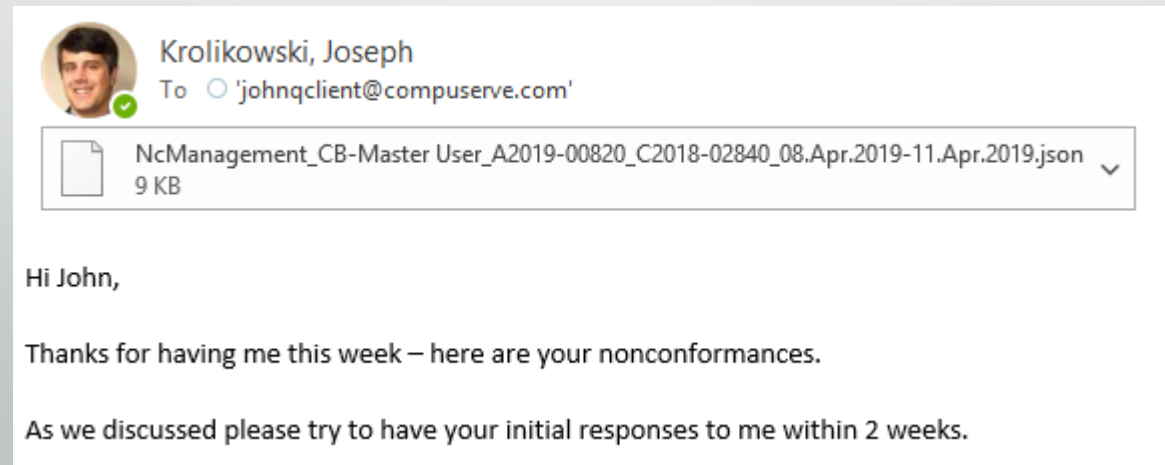 Krolikowski, Joseph
To 'johnqclient@compuserve.com'
NcManagement_CB-Master User_A2019-00820_C2018-02840_08.Apr.2019-11.Apr.2019.json
9 KB
Hi John,
Thanks for having me this week – here are your nonconformances.
As we discussed please try to have your initial responses to me within 2 weeks.